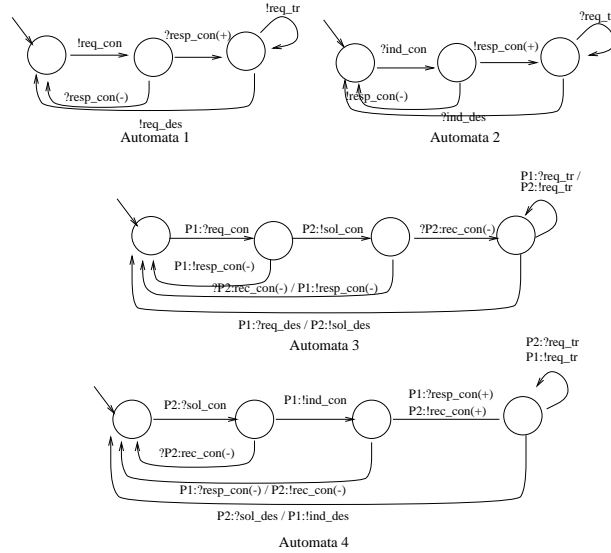 !req_tr
!req_con
?resp_con(+)
?resp_con(-)
!req_des
Automata 1
?req_tr
?ind_con
!resp_con(+)
!resp_con(-)
?ind_des
Automata 2
P1:?req_tr /
P2:!req_tr
P1:?req_con
P2:!sol_con
?P2:rec_con(-)
P1:!resp_con(-)
?P2:rec_con(-) / P1:!resp_con(-)
P1:?req_des / P2:!sol_des
Automata 3
P2:?req_tr
P1:!req_tr
P2:?sol_con
P1:!ind_con
P1:?resp_con(+)
P2:!rec_con(+)
?P2:rec_con(-)
P1:?resp_con(-) / P2:!rec_con(-)
P2:?sol_des / P1:!ind_des
Automata 4